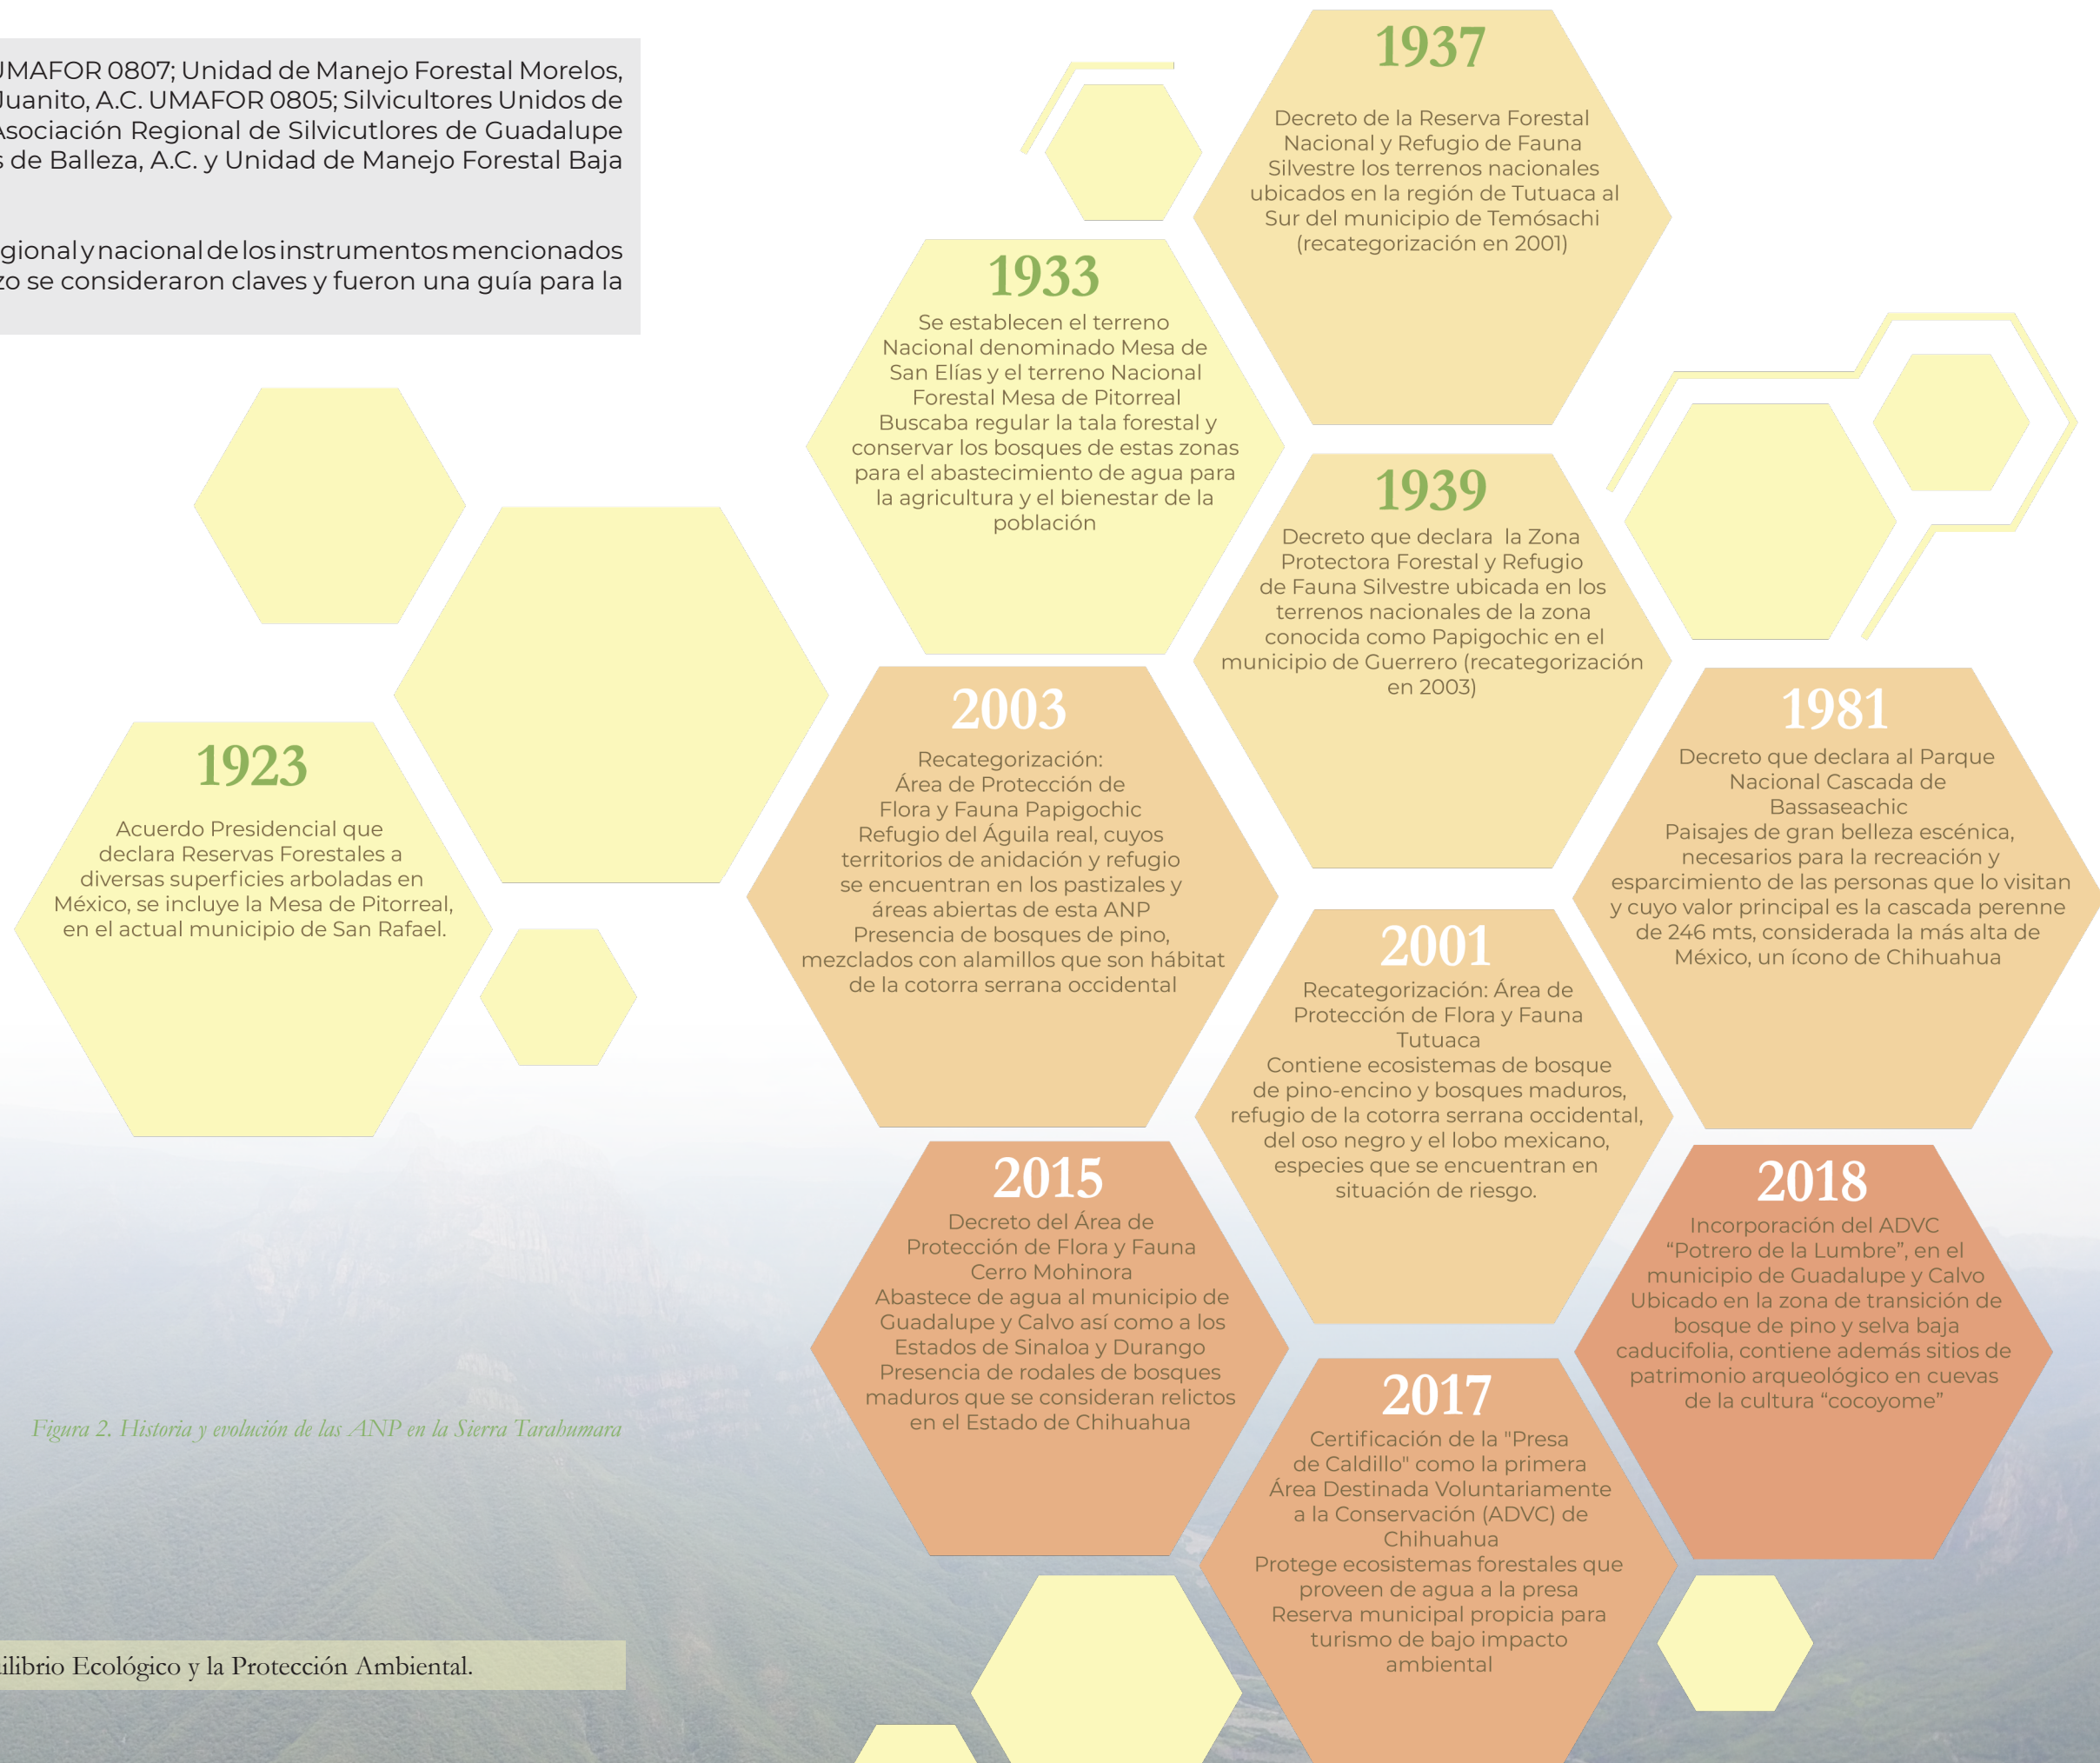 UMAFOR 0807; Unidad de Manejo Forestal Morelos,
Juanito, A.C. UMAFOR 0805; Silvicultores Unidos de
Asociación Regional de Silvicutlores de Guadalupe
s de Balleza, A.C. y Unidad de Manejo Forestal Baja
gional y nacional de los instrumentos mencionados
zo se consideraron claves y fueron una guía para la
1923
Acuerdo Presidencial que
declara Reservas Forestales a
diversas superficies arboladas en
México, se incluye la Mesa de Pitorreal,
en el actual municipio de San Rafael.
1933
Se establecen el terreno
Nacional denominado Mesa de
San Elías y el terreno Nacional
Forestal Mesa de Pitorreal
Buscaba regular la tala forestal y
conservar los bosques de estas zonas
para el abastecimiento de agua para
la agricultura y el bienestar de la
población
1937
Decreto de la Reserva Forestal
Nacional y Refugio de Fauna
Silvestre los terrenos nacionales
ubicados en la región de Tutuaca al
Sur del municipio de Temósachi
(recategorización en 2001)
1939
Decreto que declara la Zona
Protectora Forestal y Refugio
de Fauna Silvestre ubicada en los
terrenos nacionales de la zona
conocida como Papigochic en el
municipio de Guerrero (recategorización
en 2003)
1981
Decreto que declara al Parque
Nacional Cascada de
Bassaseachic
Paisajes de gran belleza escénica,
necesarios para la recreación y
esparcimiento de las personas que lo visitan
y cuyo valor principal es la cascada perenne
de 246 mts, considerada la más alta de
México, un ícono de Chihuahua
2001
Recategorización: Área de
Protección de Flora y Fauna
Tutuaca
Contiene ecosistemas de bosque
de pino-encino y bosques maduros,
refugio de la cotorra serrana occidental,
del oso negro y el lobo mexicano,
especies que se encuentran en
situación de riesgo.
2003
Recategorización:
Área de Protección de
Flora y Fauna Papigochic
Refugio del Águila real, cuyos
territorios de anidación y refugio
se encuentran en los pastizales y
áreas abiertas de esta ANP
Presencia de bosques de pino,
mezclados con alamillos que son hábitat
de la cotorra serrana occidental
2015
Decreto del Área de
Protección de Flora y Fauna
Cerro Mohinora
Abastece de agua al municipio de
Guadalupe y Calvo así como a los
Estados de Sinaloa y Durango
Presencia de rodales de bosques
maduros que se consideran relictos
en el Estado de Chihuahua
2017
Certificación de la "Presa
de Caldillo" como la primera
Área Destinada Voluntariamente
a la Conservación (ADVC) de
Chihuahua
Protege ecosistemas forestales que
proveen de agua a la presa
Reserva municipal propicia para
turismo de bajo impacto
ambiental
2018
Incorporación del ADVC
“Potrero de la Lumbre”, en el
municipio de Guadalupe y Calvo
Ubicado en la zona de transición de
bosque de pino y selva baja
caducifolia, contiene además sitios de
patrimonio arqueológico en cuevas
de la cultura “cocoyome”
Figura 2. Historia y evolución de las ANP en la Sierra Tarahumara
ilibrio Ecológico y la Protección Ambiental.